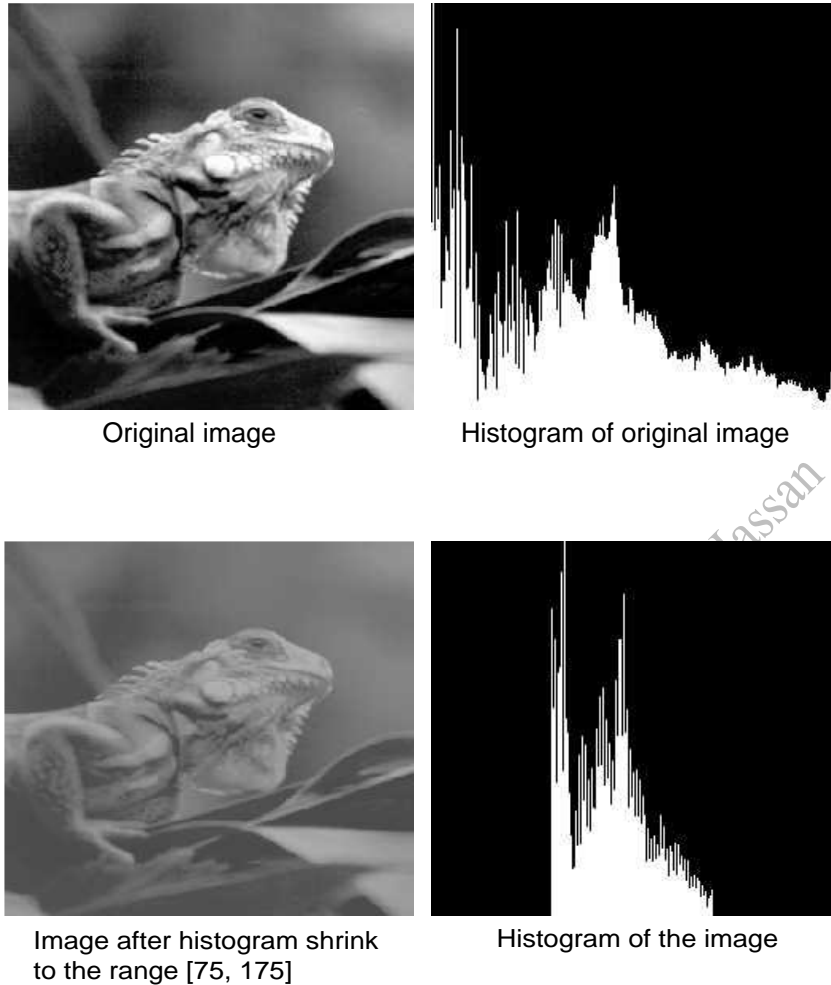 Original image
Histogram of original image
Hassan
Image after histogram shrink
to the range [75, 175]
Histogram of the image